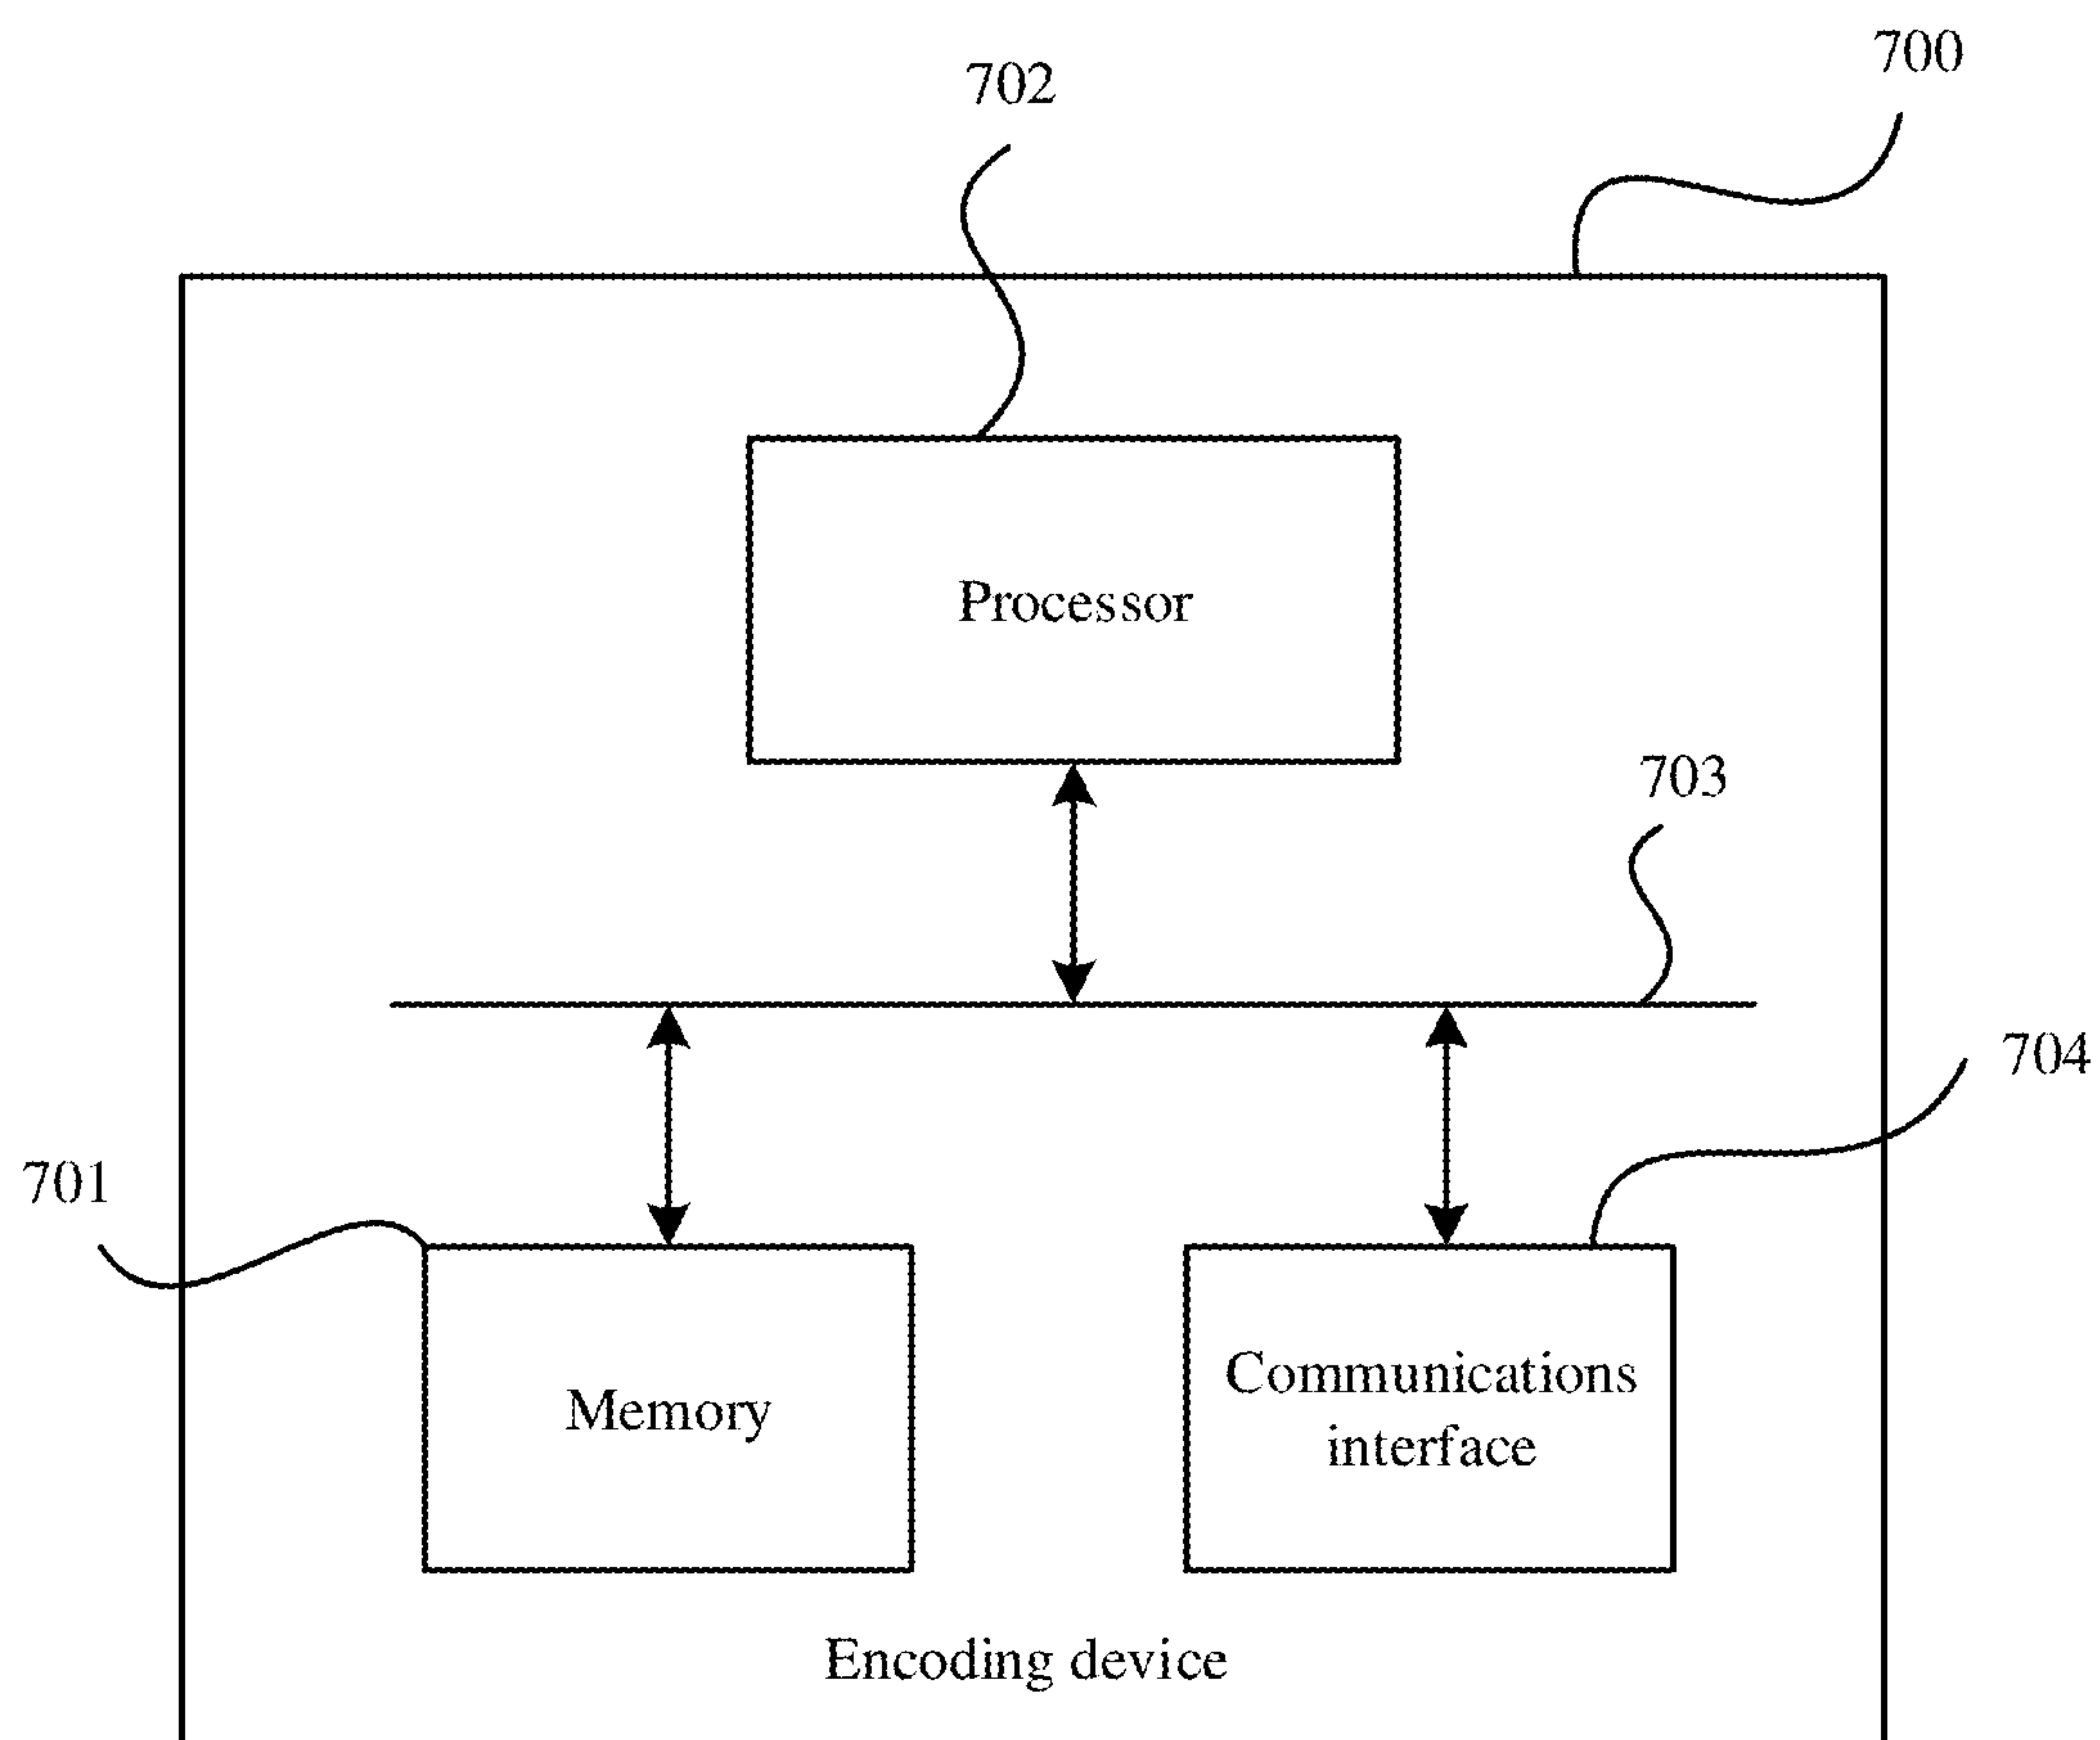 700
702
Processor
703
704
701
Memory
Communications
interface
Encoding device